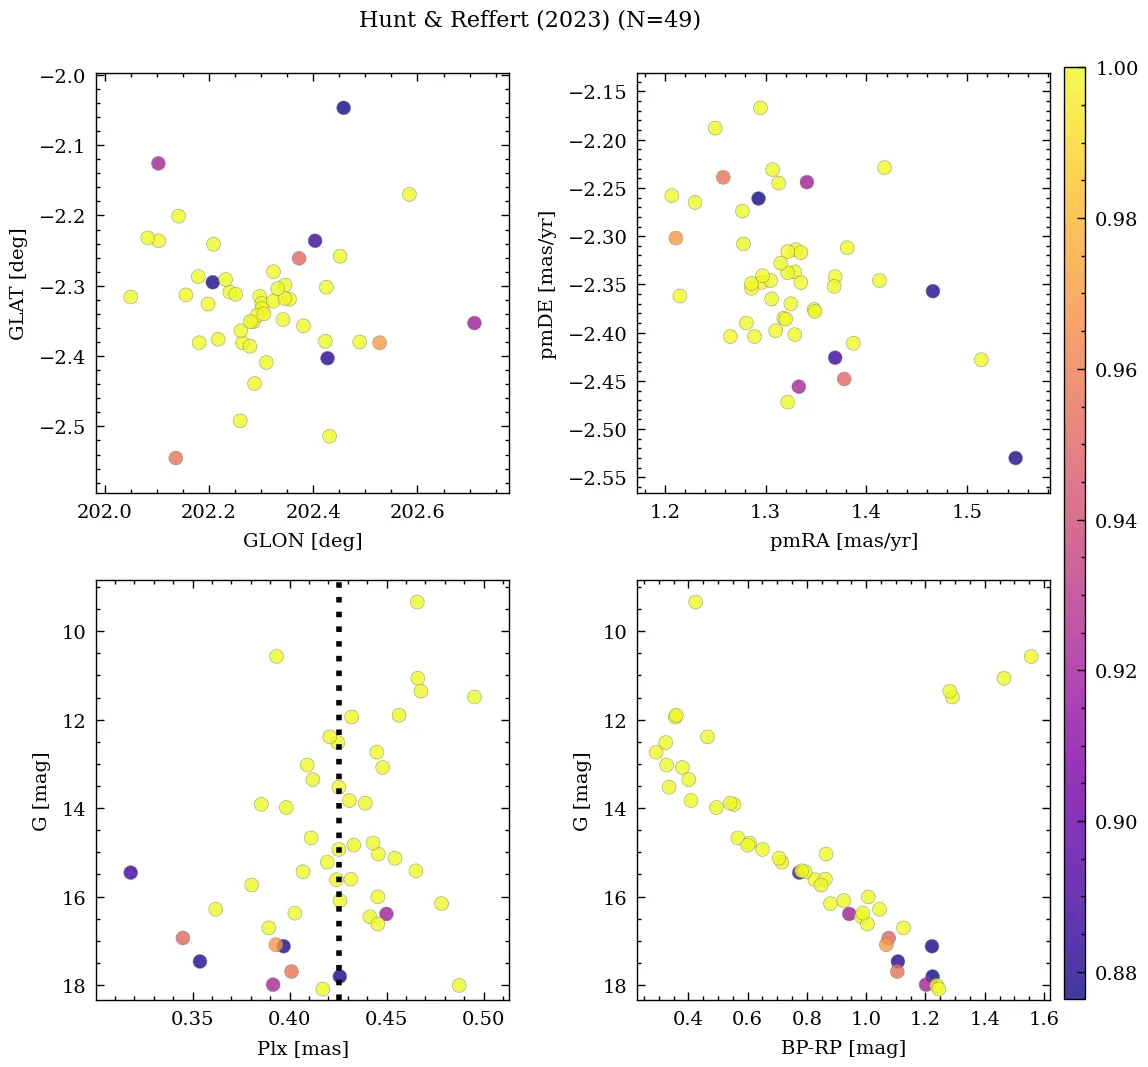 Hunt & Reffert (2023) (N=49)
−2.0
−2.1
−2.2
−2.3
−2.4
−2.5
GLAT [deg]
202.0 202.2 202.4 202.6
GLON [deg]
−2.15
−2.20
−2.25
−2.30
−2.35
−2.40
−2.45
−2.50
−2.55
pmDE [mas/yr]
1.2 1.3 1.4 1.5
pmRA [mas/yr]
10
12
14
16
18
G [mag]
0.35 0.40 0.45 0.50
Plx [mas]
10
12
14
16
18
G [mag]
0.4 0.6 0.8 1.0 1.2 1.4 1.6
BP-RP [mag]
1.00
0.98
0.96
0.94
0.92
0.90
0.88